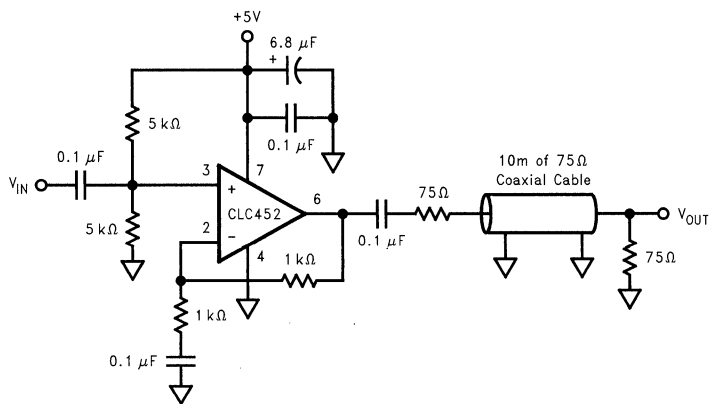 +5V
6.8 μF
+
5 kΩ
0.1 μF
0.1 μF
10m of 75Ω
Coaxial Cable
V_IN
3
7
+
CLC452
6
75Ω
V_OUT
5 kΩ
2
−
4
0.1 μF
75Ω
1 kΩ
1 kΩ
0.1 μF